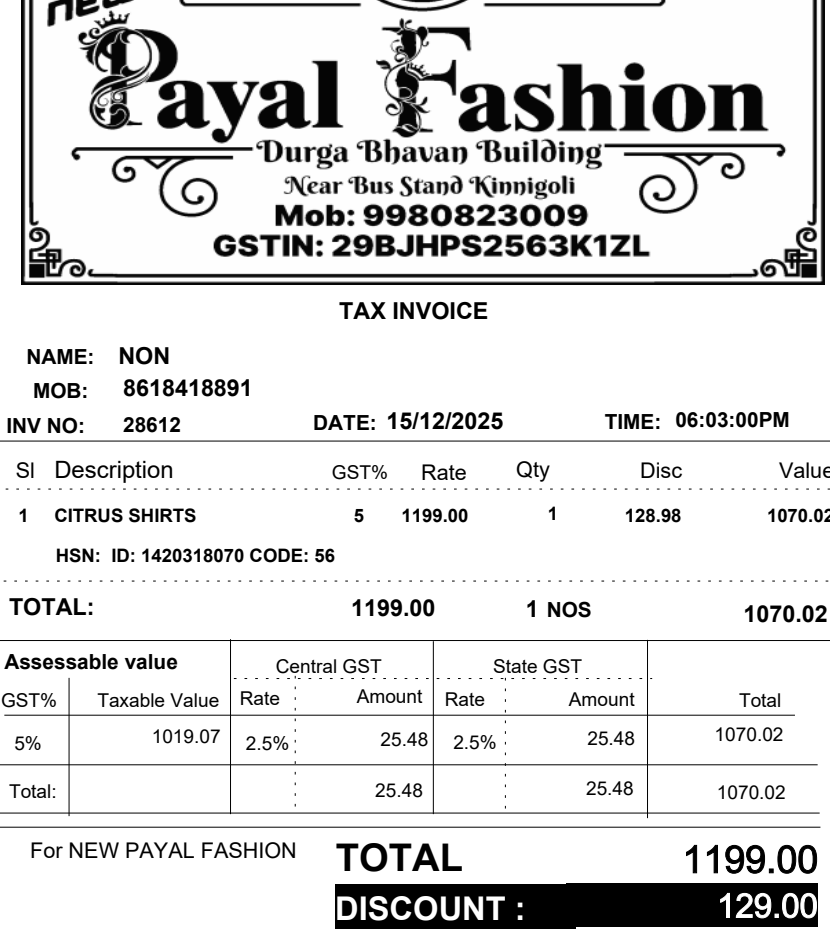 new
Payal Fashion
Durga Bhavan Building
Near Bus Stand Kinnigoli
Mob: 9980823009
GSTIN: 29BJHPS2563K1ZL
TAX INVOICE
NAME: NON
MOB: 8618418891
INV NO: 28612 DATE: 15/12/2025 TIME: 06:03:00PM
Sl Description GST% Rate Qty Disc Value
1 CITRUS SHIRTS 5 1199.00 1 128.98 1070.02
HSN: ID: 1420318070 CODE: 56
TOTAL: 1199.00 1 NOS 1070.02
Assessable value Central GST State GST
GST% Taxable Value Rate Amount Rate Amount Total
5% 1019.07 2.5% 25.48 2.5% 25.48 1070.02
Total: 25.48 25.48 1070.02
For NEW PAYAL FASHION TOTAL 1199.00
DISCOUNT : 129.00